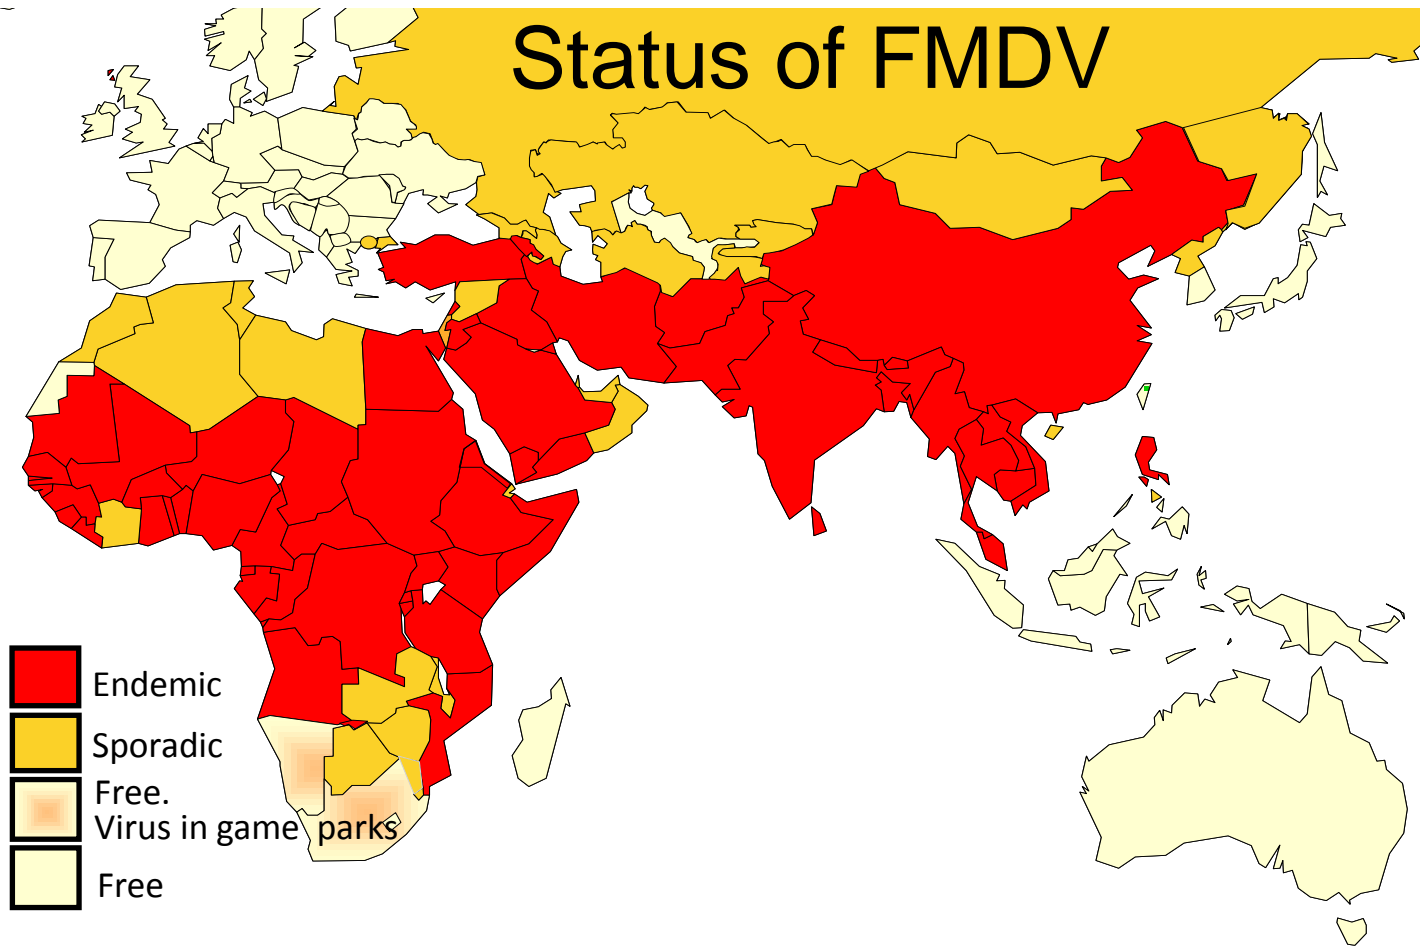 Status of FMDV
Endemic
Sporadic
Free.
Virus in game parks
Free